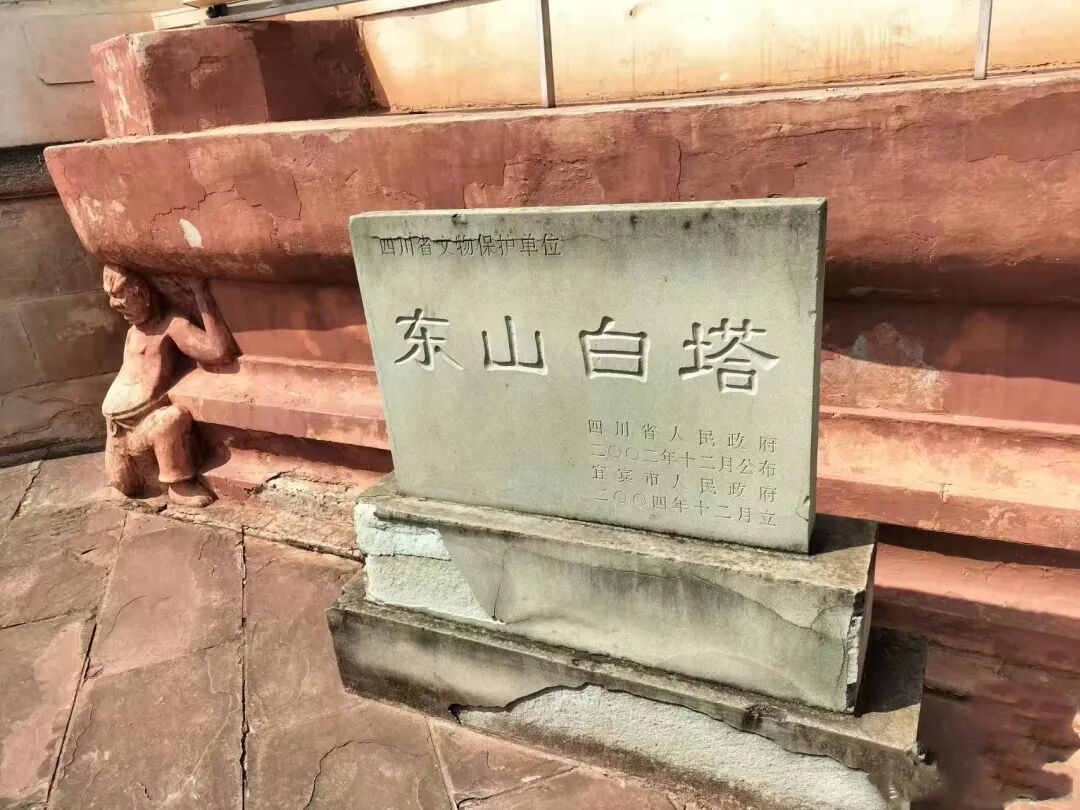 四川省文物保护单位
东山白塔
四川省人民政府
二〇〇二年十二月公布
宜宾市人民政府
二〇〇四年十二月立